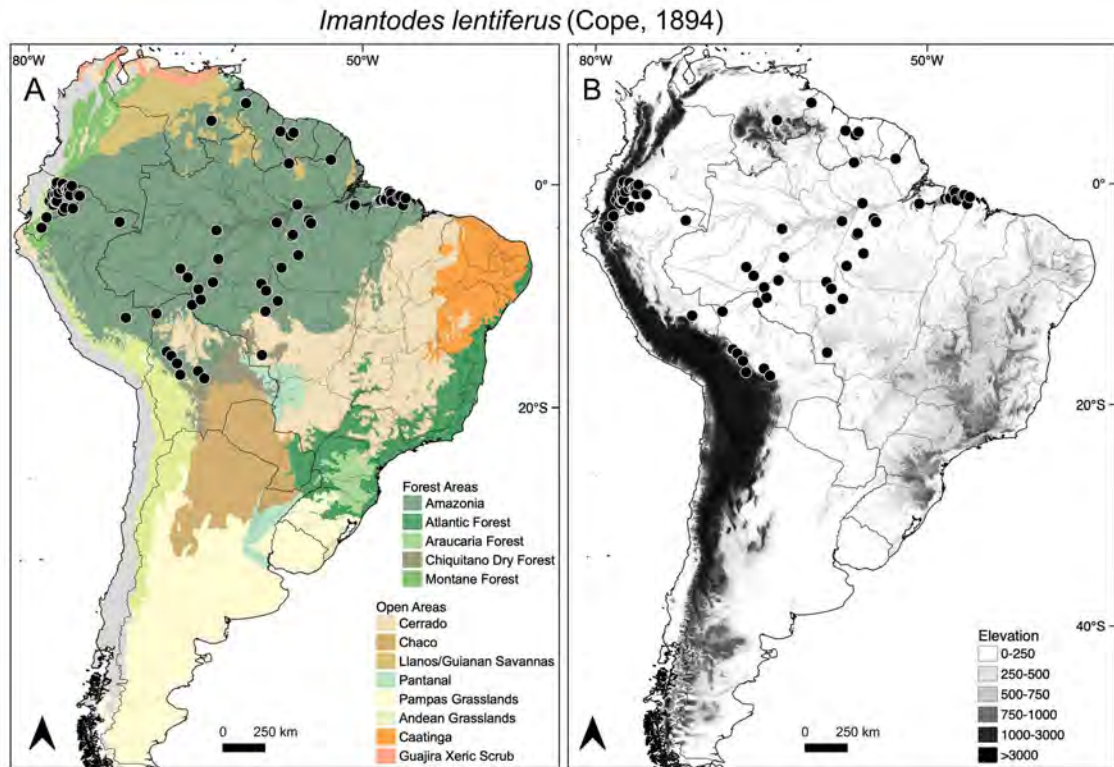 Imantodes lentiferus (Cope, 1894)
A
80°W
50°W
0°
20°S
Forest Areas
Amazonia
Atlantic Forest
Araucaria Forest
Chiquitano Dry Forest
Montane Forest
Open Areas
Cerrado
Chaco
Llanos/Guianan Savannas
Pantanal
Pampas Grasslands
Andean Grasslands
Caatinga
Guajira Xeric Scrub
0 250 km
B
80°W
50°W
0°
20°S
40°S
Elevation
0-250
250-500
500-750
750-1000
1000-3000
>3000
0 250 km